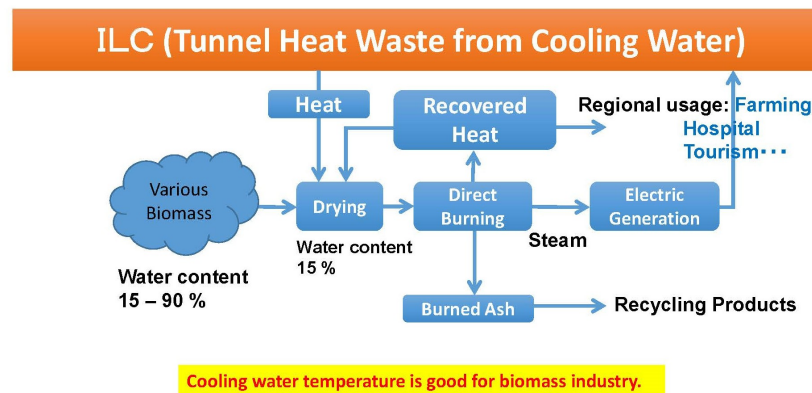 ILC (Tunnel Heat Waste from Cooling Water)
Heat
Recovered
Heat
Regional usage: Farming
Hospital
Tourism・・・
Various
Biomass
Drying
Direct
Burning
Electric
Generation
Steam
Water content
15 %
Water content
15 – 90 %
Burned Ash
Recycling Products
Cooling water temperature is good for biomass industry.